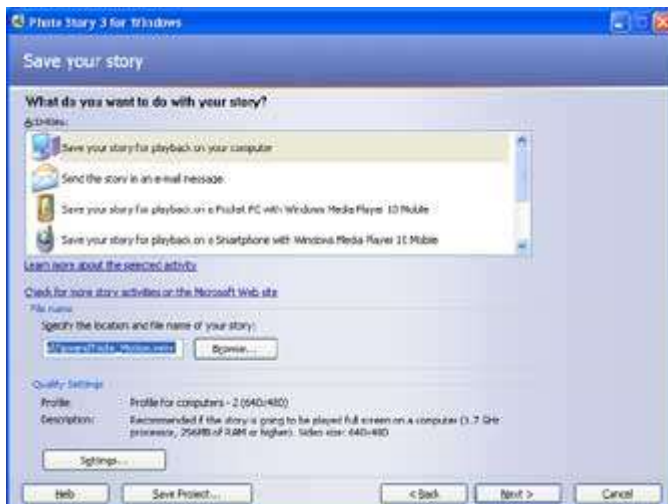 Photo Story 3 for Windows
Save your story
What do you want to do with your story?
Activities:
Save your story for playback on your computer
Send the story in an e-mail message
Save your story for playback on a Pocket PC with Windows Media Player 10 Mobile
Save your story for playback on a Smartphone with Windows Media Player 10 Mobile
Learn more about the selected activity
Check for more story activities on the Microsoft Web site
File name
Specify the location and file name of your story:
Browse...
Quality Settings
Profile: Profile for computers - 2 (640x480)
Description: Recommended if the story is going to be played full screen on a computer (1.7 GHz
processor, 256MB of RAM or higher). Video size: 640x480
Settings...
Help Save Project... < Back Next > Cancel